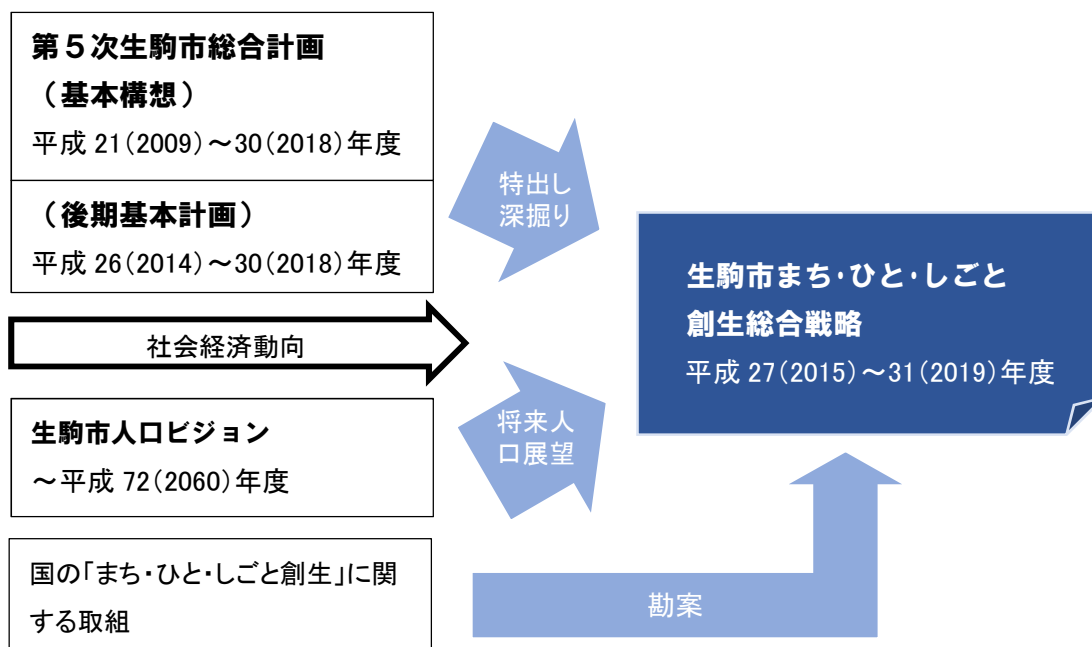 第５次生駒市総合計画
（基本構想）
平成 21(2009)～30(2018)年度
（後期基本計画）
平成 26(2014)～30(2018)年度
特出し
深掘り
社会経済動向
生駒市まち・ひと・しごと
創生総合戦略
平成 27(2015)～31(2019)年度
生駒市人口ビジョン
～平成 72(2060)年度
将来人
口展望
国の「まち・ひと・しごと創生」に関
する取組
勘案